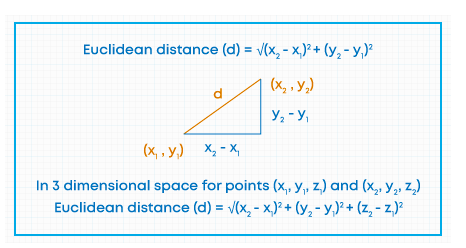 Euclidean distance (d) = √(x₂ - x₁)² + (y₂ - y₁)²
(x₂ , y₂)
d
y₂ - y₁
(x₁ , y₁)
x₂ - x₁
In 3 dimensional space for points (x₁, y₁, z₁) and (x₂, y₂, z₂)
Euclidean distance (d) = √(x₂ - x₁)² + (y₂ - y₁)² + (z₂ - z₁)²